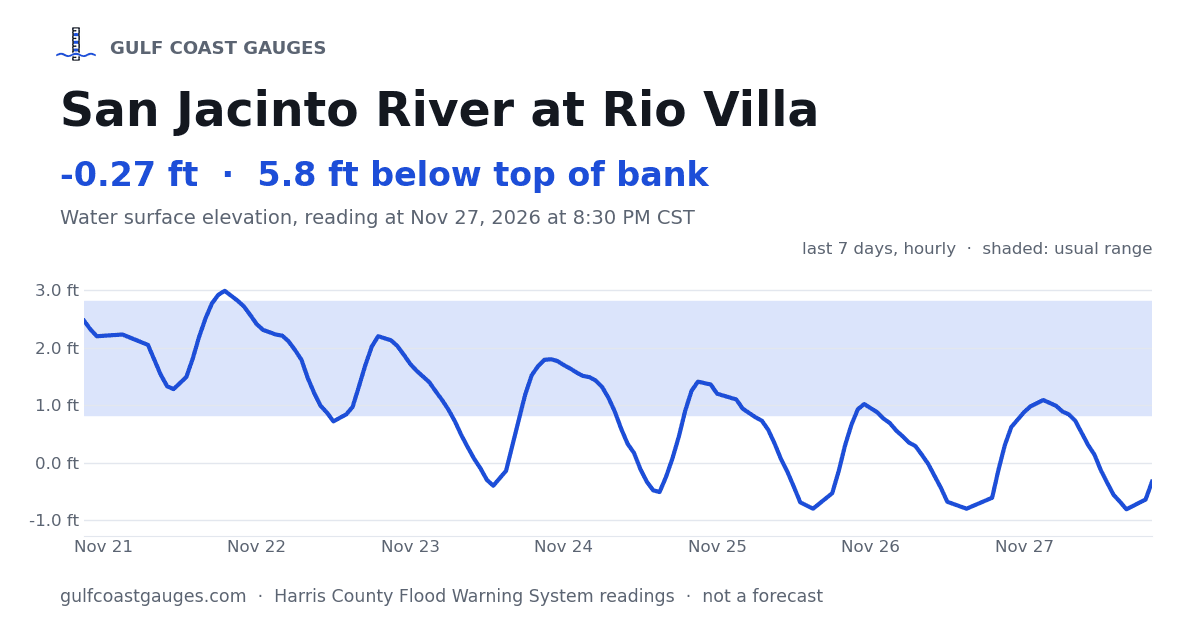 GULF COAST GAUGES
San Jacinto River at Rio Villa
-0.27 ft · 5.8 ft below top of bank
Water surface elevation, reading at Nov 27, 2026 at 8:30 PM CST
last 7 days, hourly · shaded: usual range
3.0 ft
2.0 ft
1.0 ft
0.0 ft
-1.0 ft
Nov 21 Nov 22 Nov 23 Nov 24 Nov 25 Nov 26 Nov 27
gulfcoastgauges.com · Harris County Flood Warning System readings · not a forecast